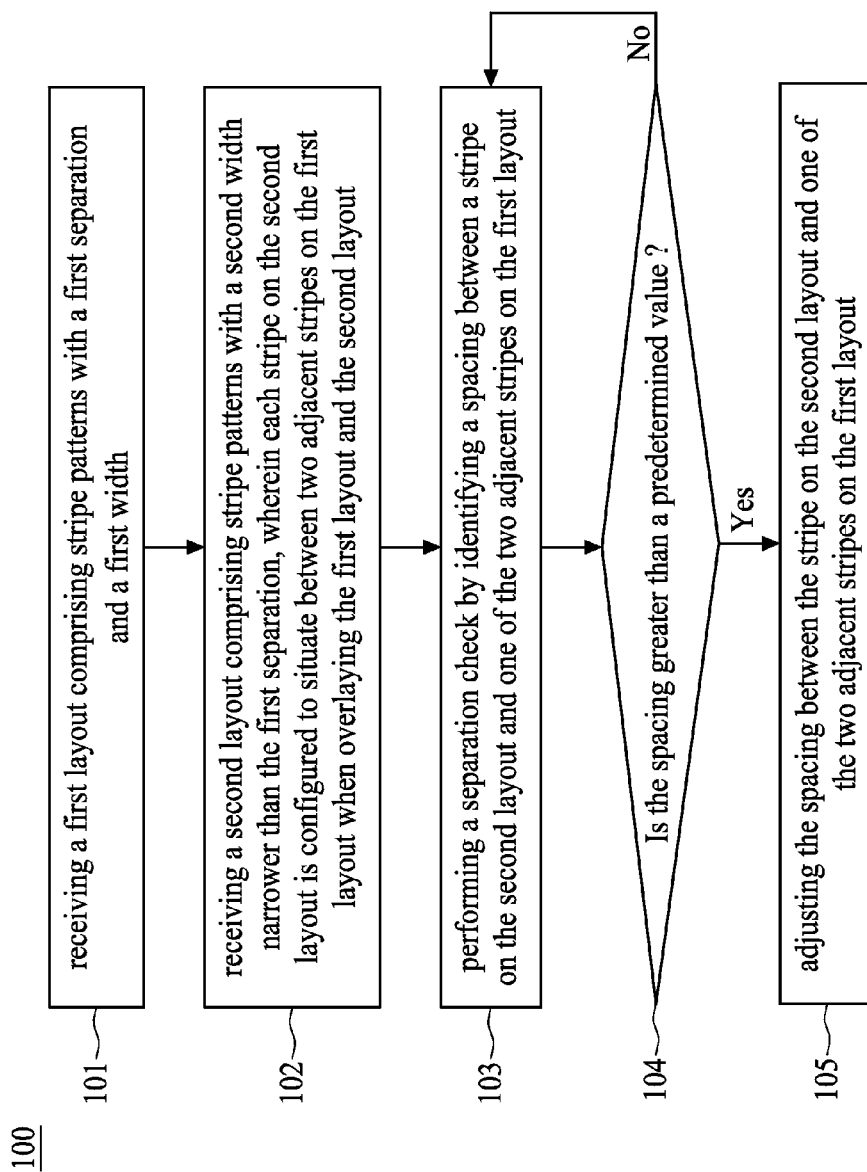 100
101
receiving a first layout comprising stripe patterns with a first separation
and a first width
102
receiving a second layout comprising stripe patterns with a second width
narrower than the first separation, wherein each stripe on the second
layout is configured to situate between two adjacent stripes on the first
layout when overlaying the first layout and the second layout
103
performing a separation check by identifying a spacing between a stripe
on the second layout and one of the two adjacent stripes on the first layout
104
Is the spacing greater than a predetermined value ?
No
Yes
105
adjusting the spacing between the stripe on the second layout and one of
the two adjacent stripes on the first layout